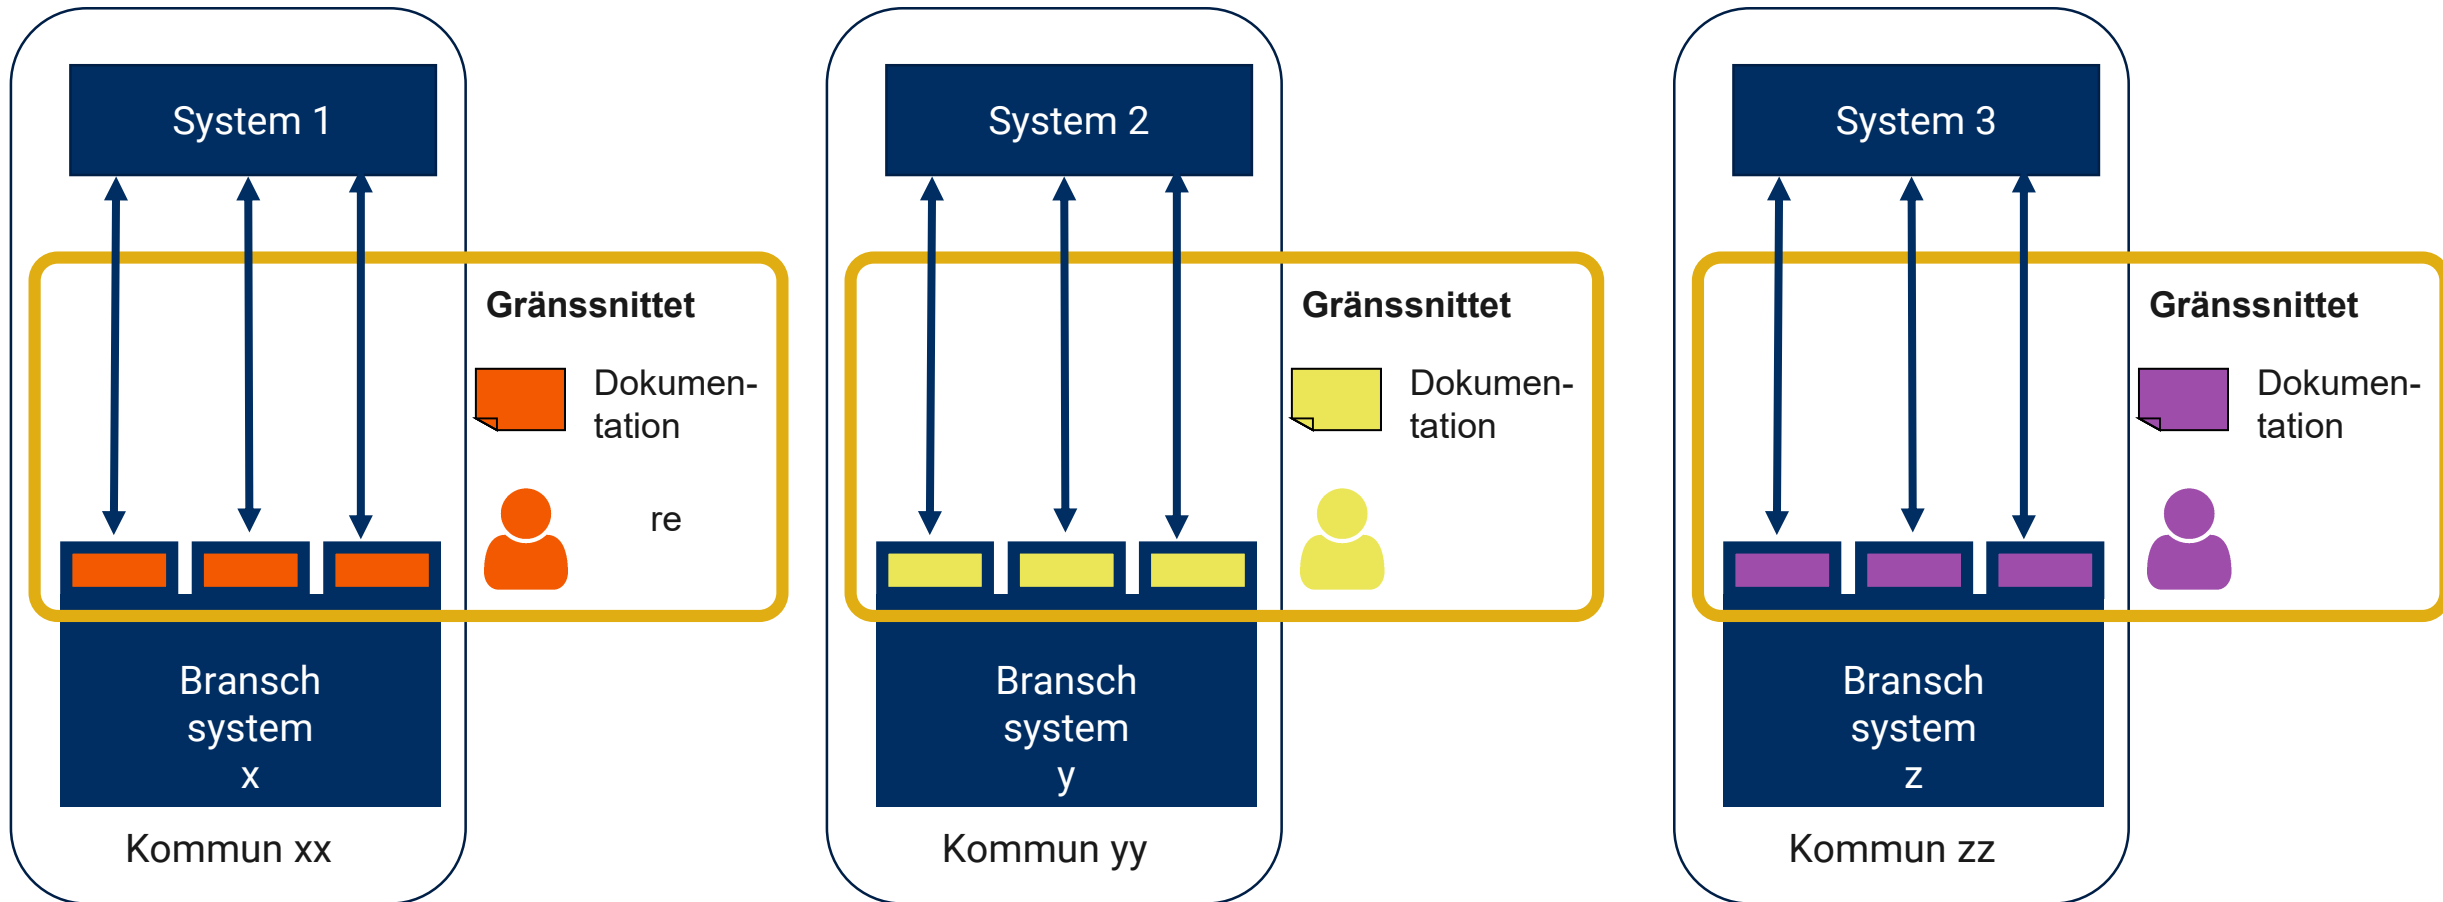 System 1
Gränssnittet
Dokumen-
tation
re
Bransch
system
x
Kommun xx
System 2
Gränssnittet
Dokumen-
tation
Bransch
system
y
Kommun yy
System 3
Gränssnittet
Dokumen-
tation
Bransch
system
z
Kommun zz